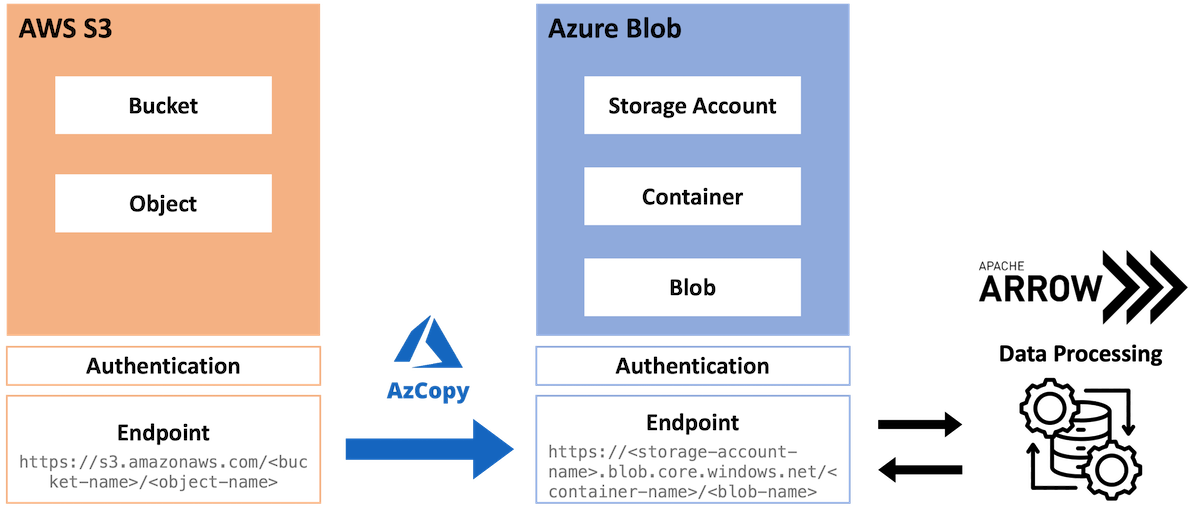 AWS S3
Bucket
Object
Authentication
Endpoint
https://s3.amazonaws.com/<buc
ket-name>/<object-name>
AzCopy
Azure Blob
Storage Account
Container
Blob
Authentication
Endpoint
https://<storage-account-
name>.blob.core.windows.net/<
container-name>/<blob-name>
APACHE
ARROW
Data Processing